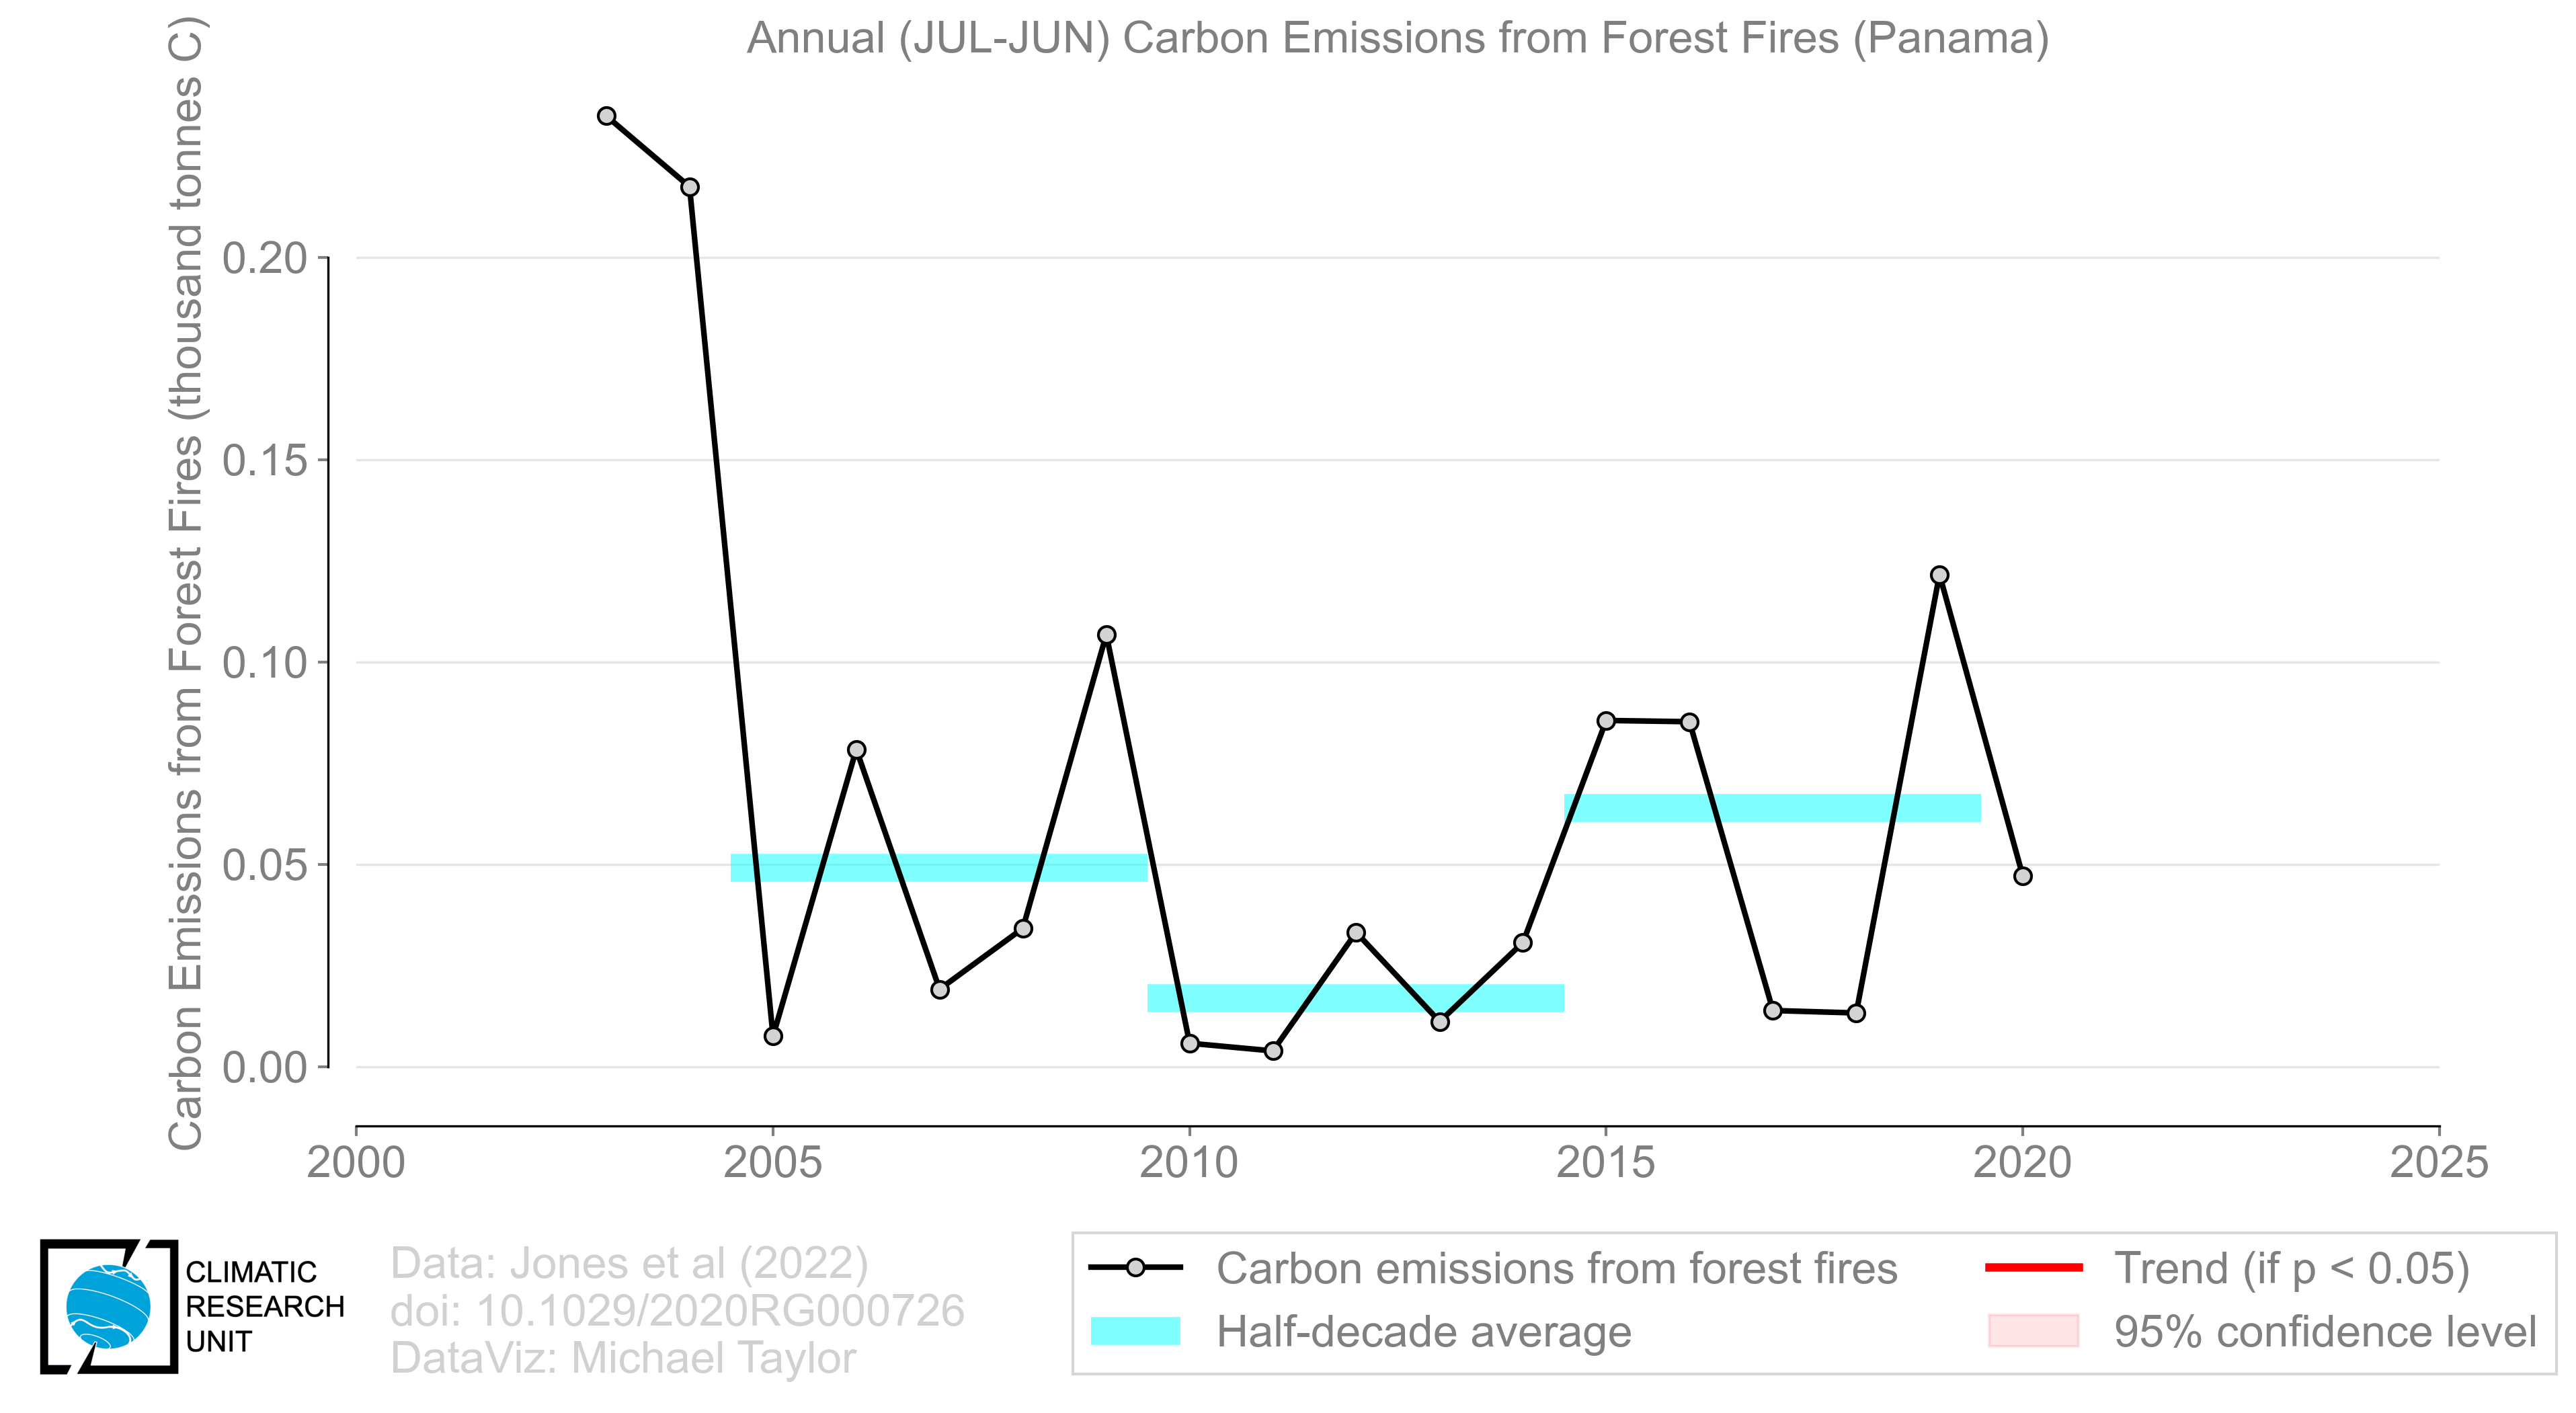 Annual (JUL-JUN) Carbon Emissions from Forest Fires (Panama)
Carbon Emissions from Forest Fires (thousand tonnes C)
0.20
0.15
0.10
0.05
0.00
2000
2005
2010
2015
2020
2025
CLIMATIC
RESEARCH
UNIT
Data: Jones et al (2022)
doi: 10.1029/2020RG000726
DataViz: Michael Taylor
Carbon emissions from forest fires
Half-decade average
Trend (if p < 0.05)
95% confidence level